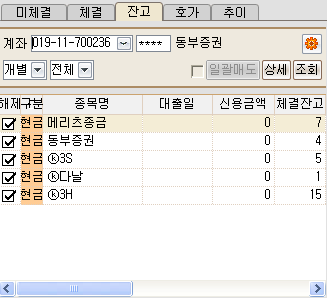 미체결 체결 잔고 호가 추이
계좌 019-11-700236 **** 동부증권
개별 전체 일괄매도 상세 조회
해제 구분 종목명 대출일 신용금액 체결잔고
현금 메리츠종금 0 7
현금 동부증권 0 4
현금 ⓚ3S 0 5
현금 ⓚ다날 0 1
현금 ⓚ3H 0 15